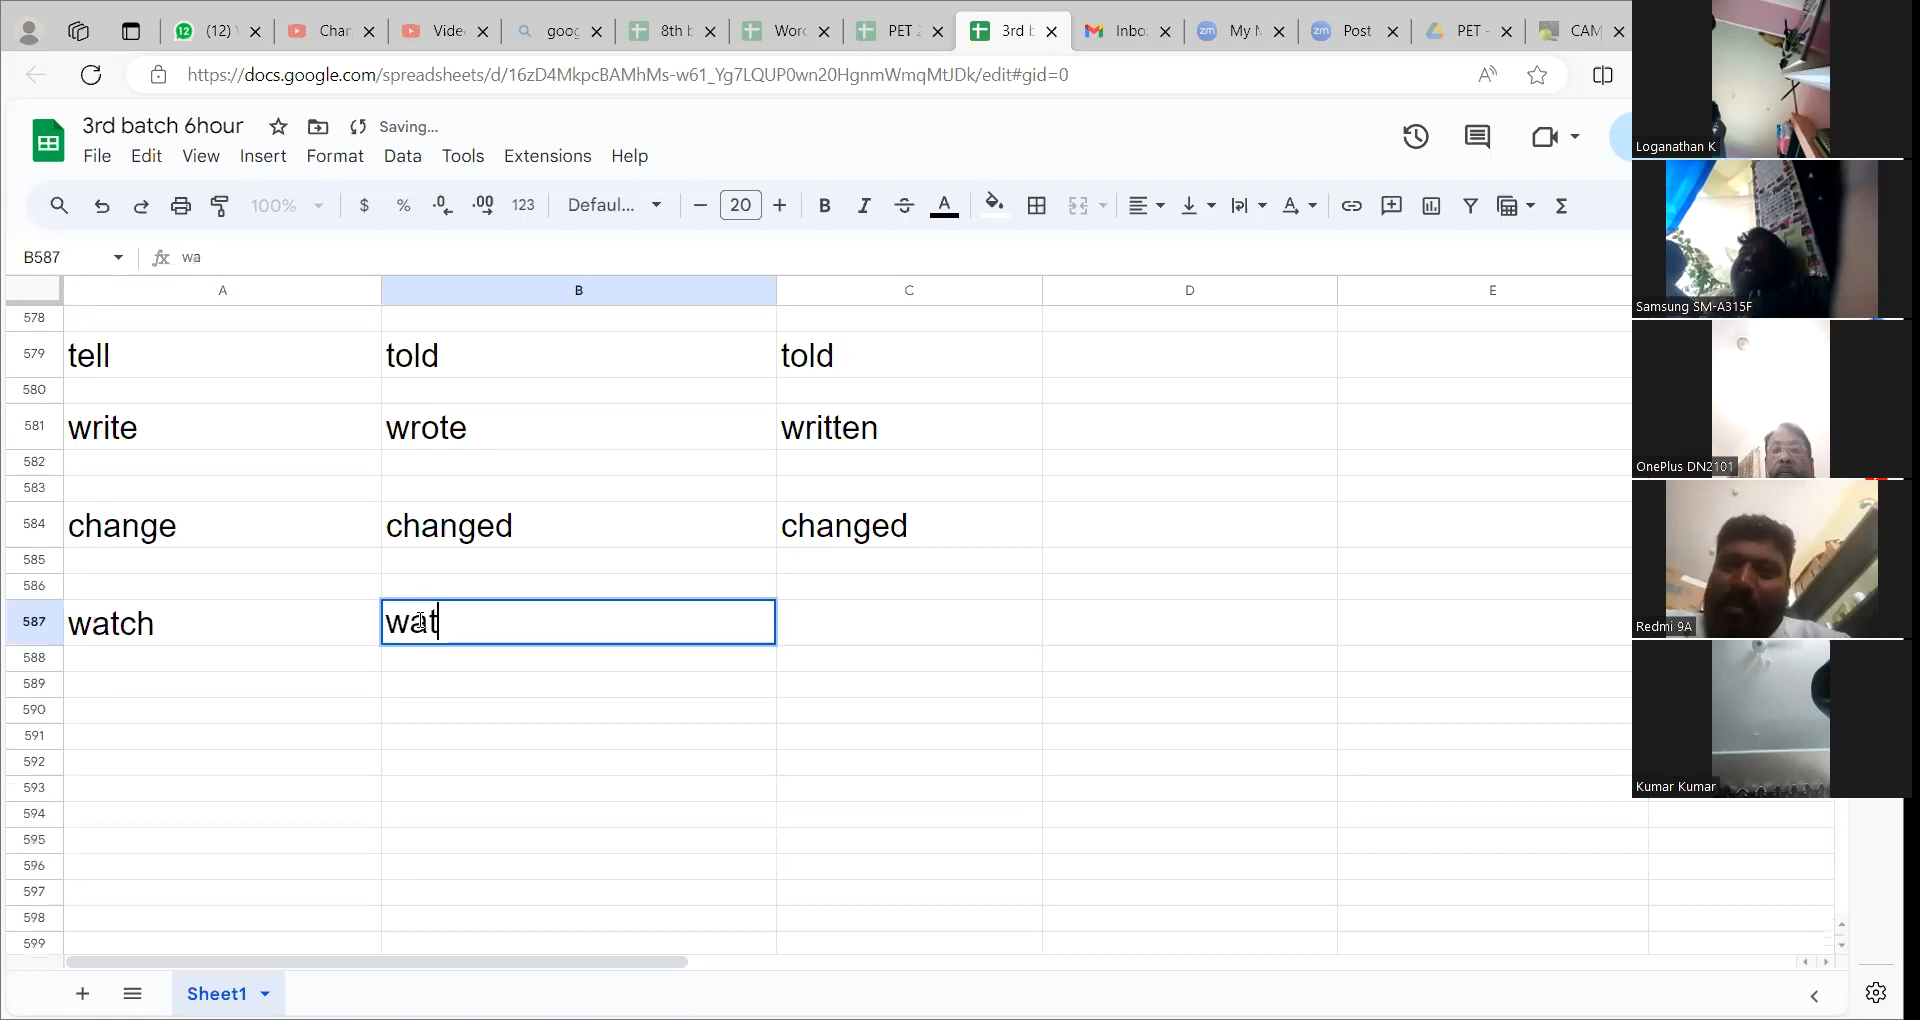 (12) Char Vide goog 8th b Word PET 2 3rd b Inbo zm My M zm Post PET - CAM
https://docs.google.com/spreadsheets/d/16zD4MkpcBAMhMs-w61_Yg7LQUP0wn20HgnmWmqMtJDk/edit#gid=0
3rd batch 6hour Saving...
File Edit View Insert Format Data Tools Extensions Help
100% $ % .0 .00 123 Defaul... 20 B I A
B587 fx wa
A B C D E
578
579 tell told told
580
581 write wrote written
582
583
584 change changed changed
585
586
587 watch wat
588
589
590
591
592
593
594
595
596
597
598
599
Sheet1
Loganathan K
Samsung SM-A315F
OnePlus DN2101
Redmi 9A
Kumar Kumar